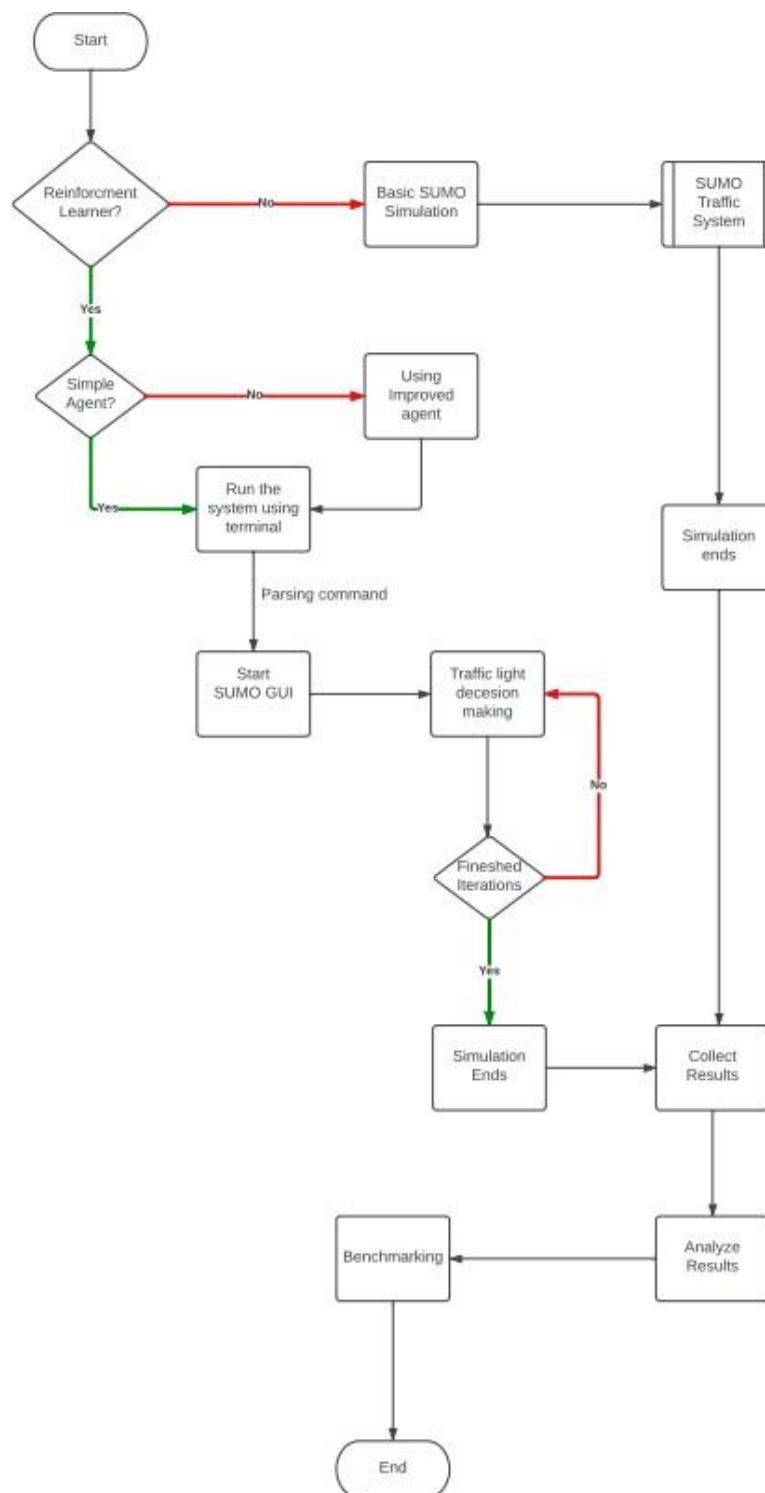 Start
Reinforcment
Learner?
No
Basic SUMO
Simulation
SUMO
Traffic
System
Yes
Simple
Agent?
No
Using
Improved
agent
Yes
Run the
system using
terminal
Simulation
ends
Parsing command
Start
SUMO GUI
Traffic light
decesion
making
No
Fineshed
Iterations
Yes
Simulation
Ends
Collect
Results
Benchmarking
Analyze
Results
End